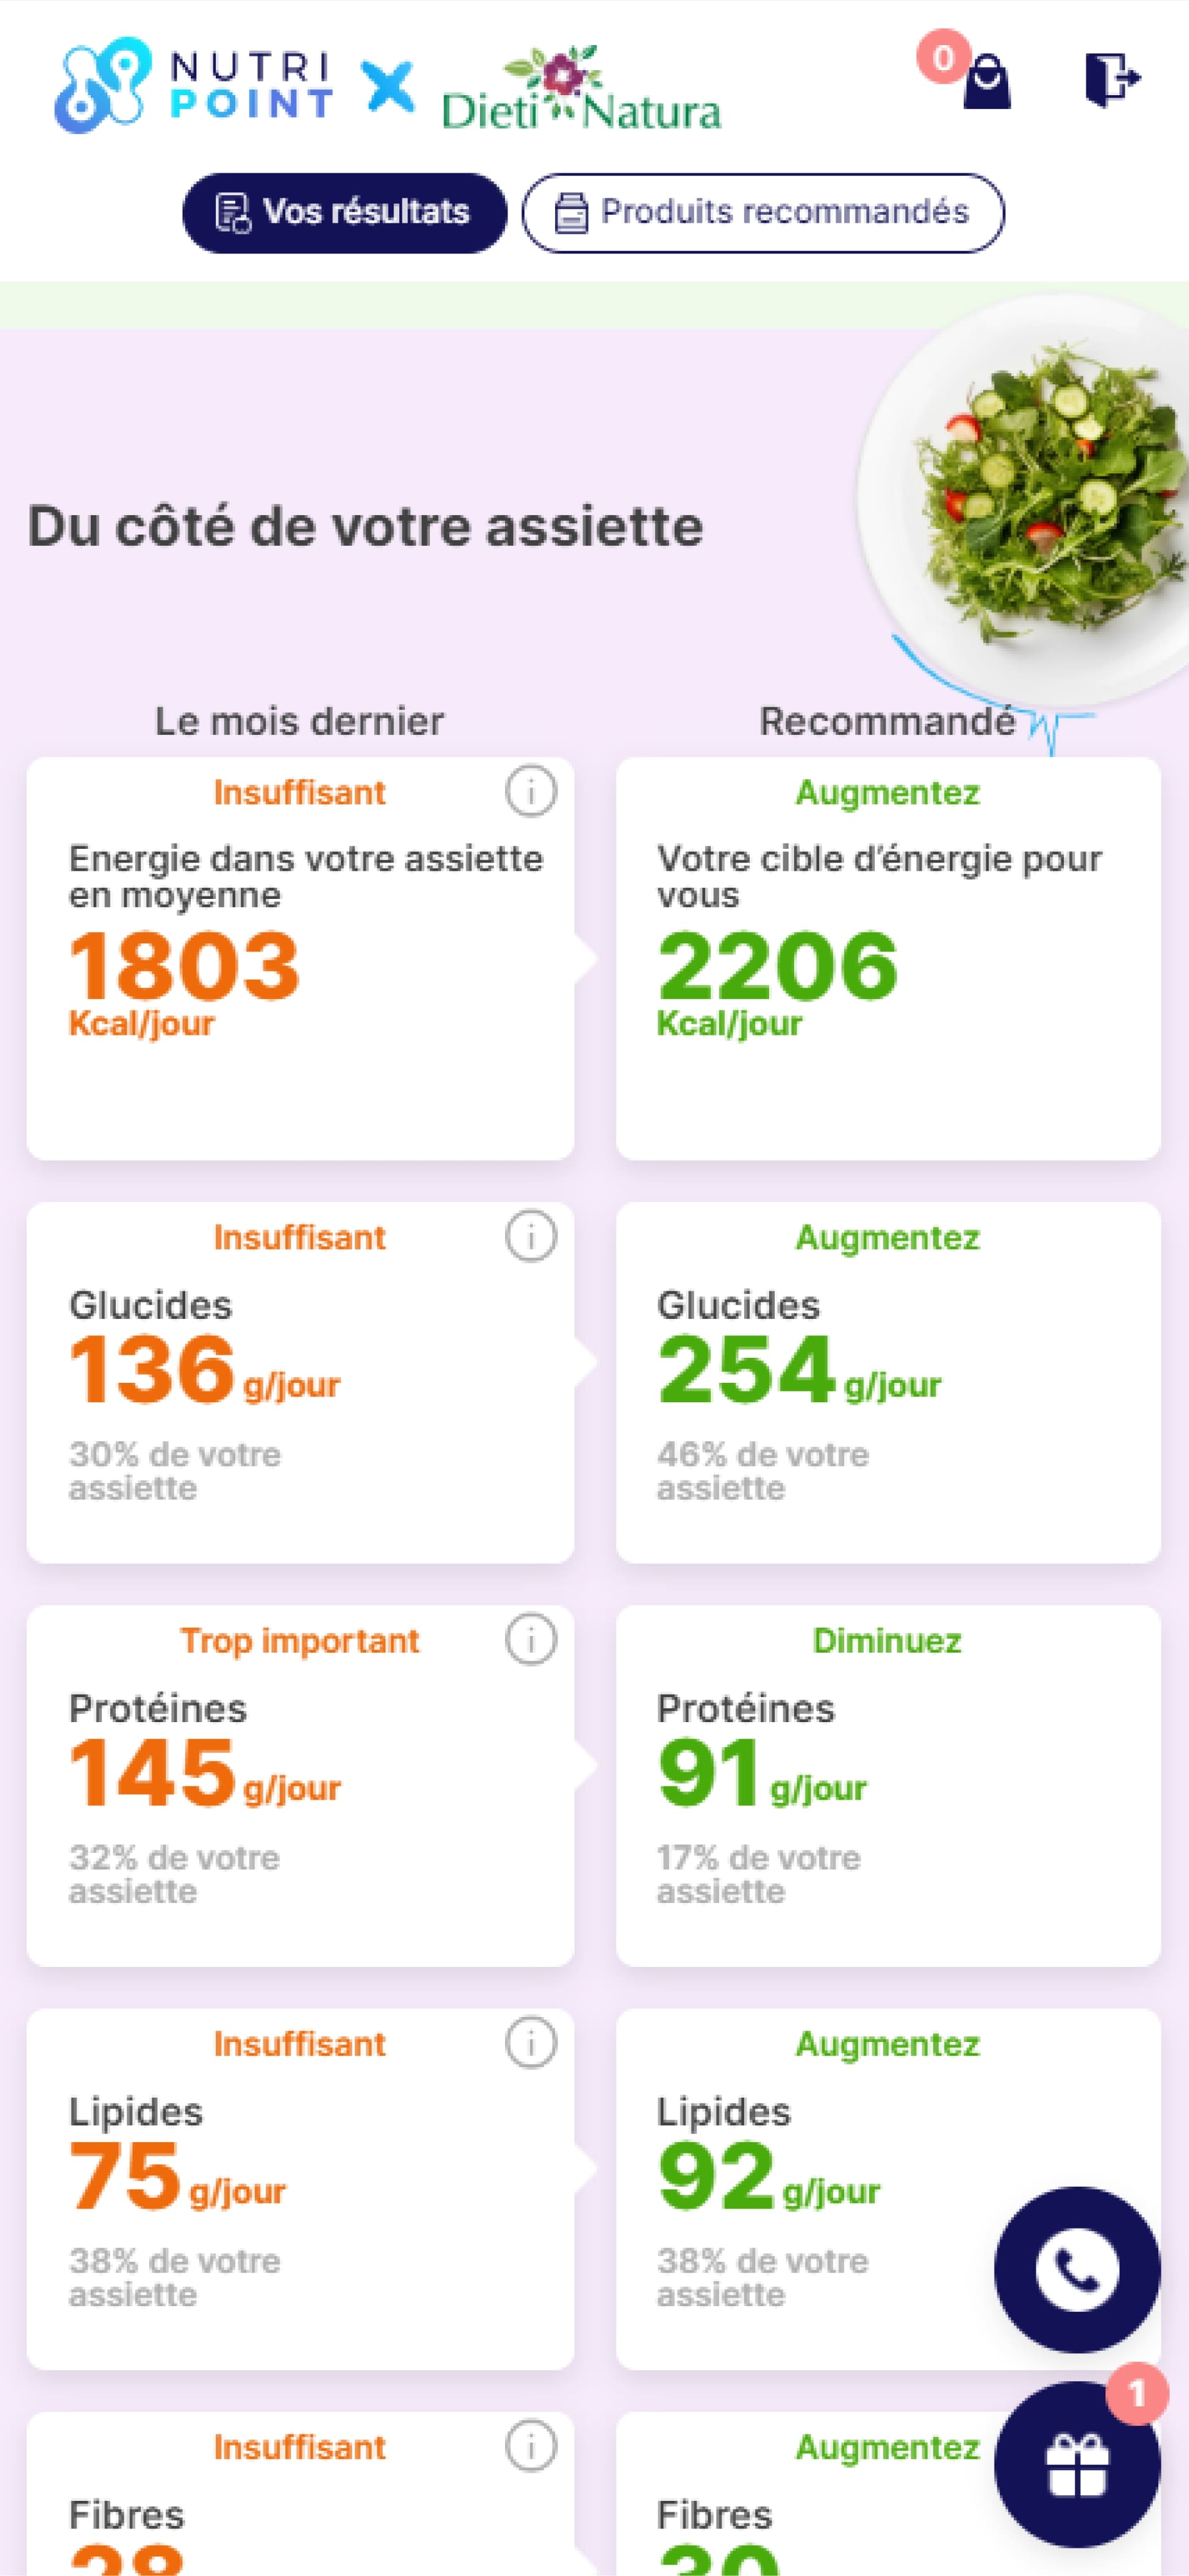 NUTRI
POINT
Dieti Natura
0
Vos résultats
Produits recommandés
Du côté de votre assiette
Le mois dernier
Recommandé
Insuffisant
Energie dans votre assiette
en moyenne
1803
Kcal/jour
Augmentez
Votre cible d'énergie pour
vous
2206
Kcal/jour
Insuffisant
Glucides
136 g/jour
30% de votre
assiette
Augmentez
Glucides
254 g/jour
46% de votre
assiette
Trop important
Protéines
145 g/jour
32% de votre
assiette
Diminuez
Protéines
91 g/jour
17% de votre
assiette
Insuffisant
Lipides
75 g/jour
38% de votre
assiette
Augmentez
Lipides
92 g/jour
38% de votre
assiette
1
Insuffisant
Fibres
28
Augmentez
Fibres
30